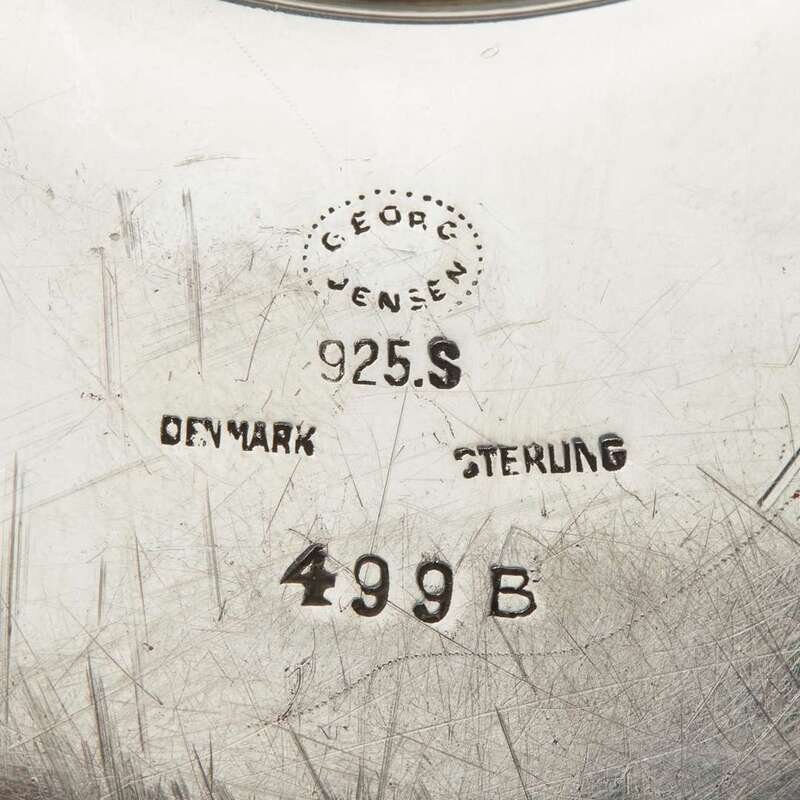 GEORG
JENSEN
925.S
DENMARK STERLING
499 B